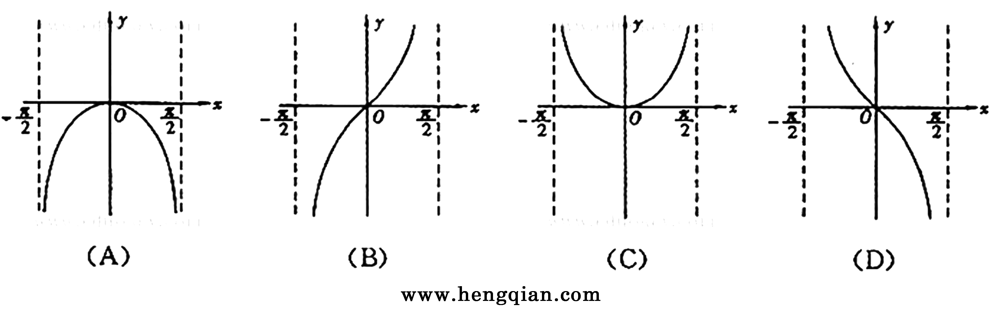 y y y y
x x x x
-π/2 O π/2 -π/2 O π/2 -π/2 O π/2 -π/2 O π/2
(A) (B) (C) (D)
www.hengqian.com